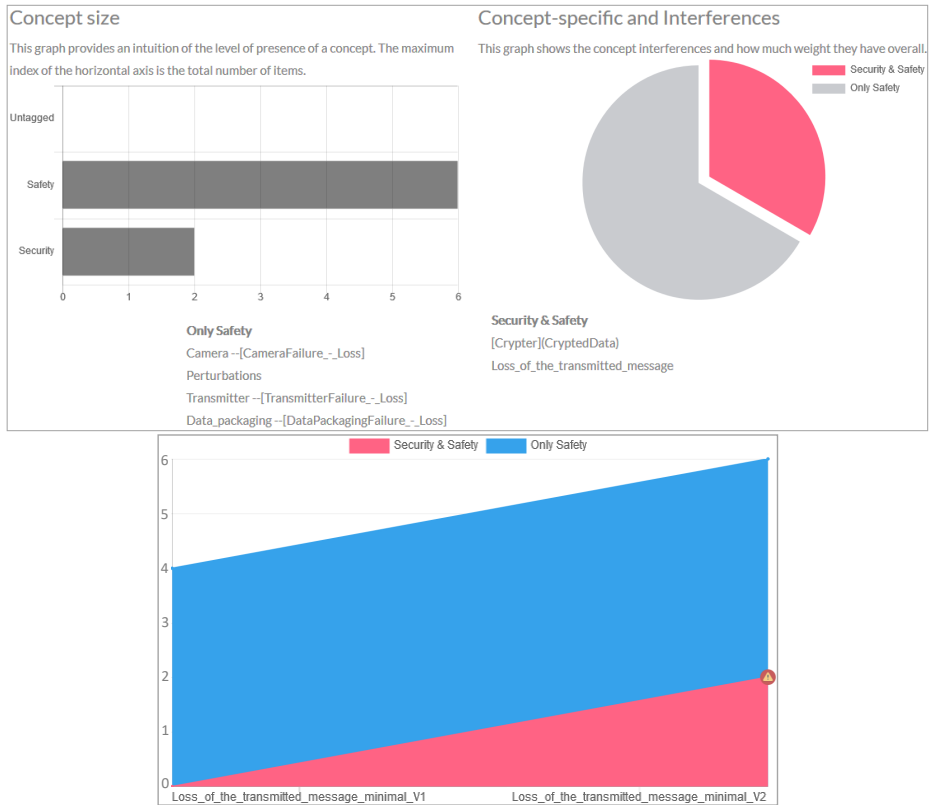 Concept size
This graph provides an intuition of the level of presence of a concept. The maximum
index of the horizontal axis is the total number of items.
Untagged
Safety
Security
0 1 2 3 4 5 6
Only Safety
Camera --[CameraFailure_-_Loss]
Perturbations
Transmitter --[TransmitterFailure_-_Loss]
Data_packaging --[DataPackagingFailure_-_Loss]
Concept-specific and Interferences
This graph shows the concept interferences and how much weight they have overall.
Security & Safety
Only Safety
Security & Safety
[Crypter](CryptedData)
Loss_of_the_transmitted_message
Security & Safety Only Safety
6
5
4
3
2
1
0
Loss_of_the_transmitted_message_minimal_V1 Loss_of_the_transmitted_message_minimal_V2